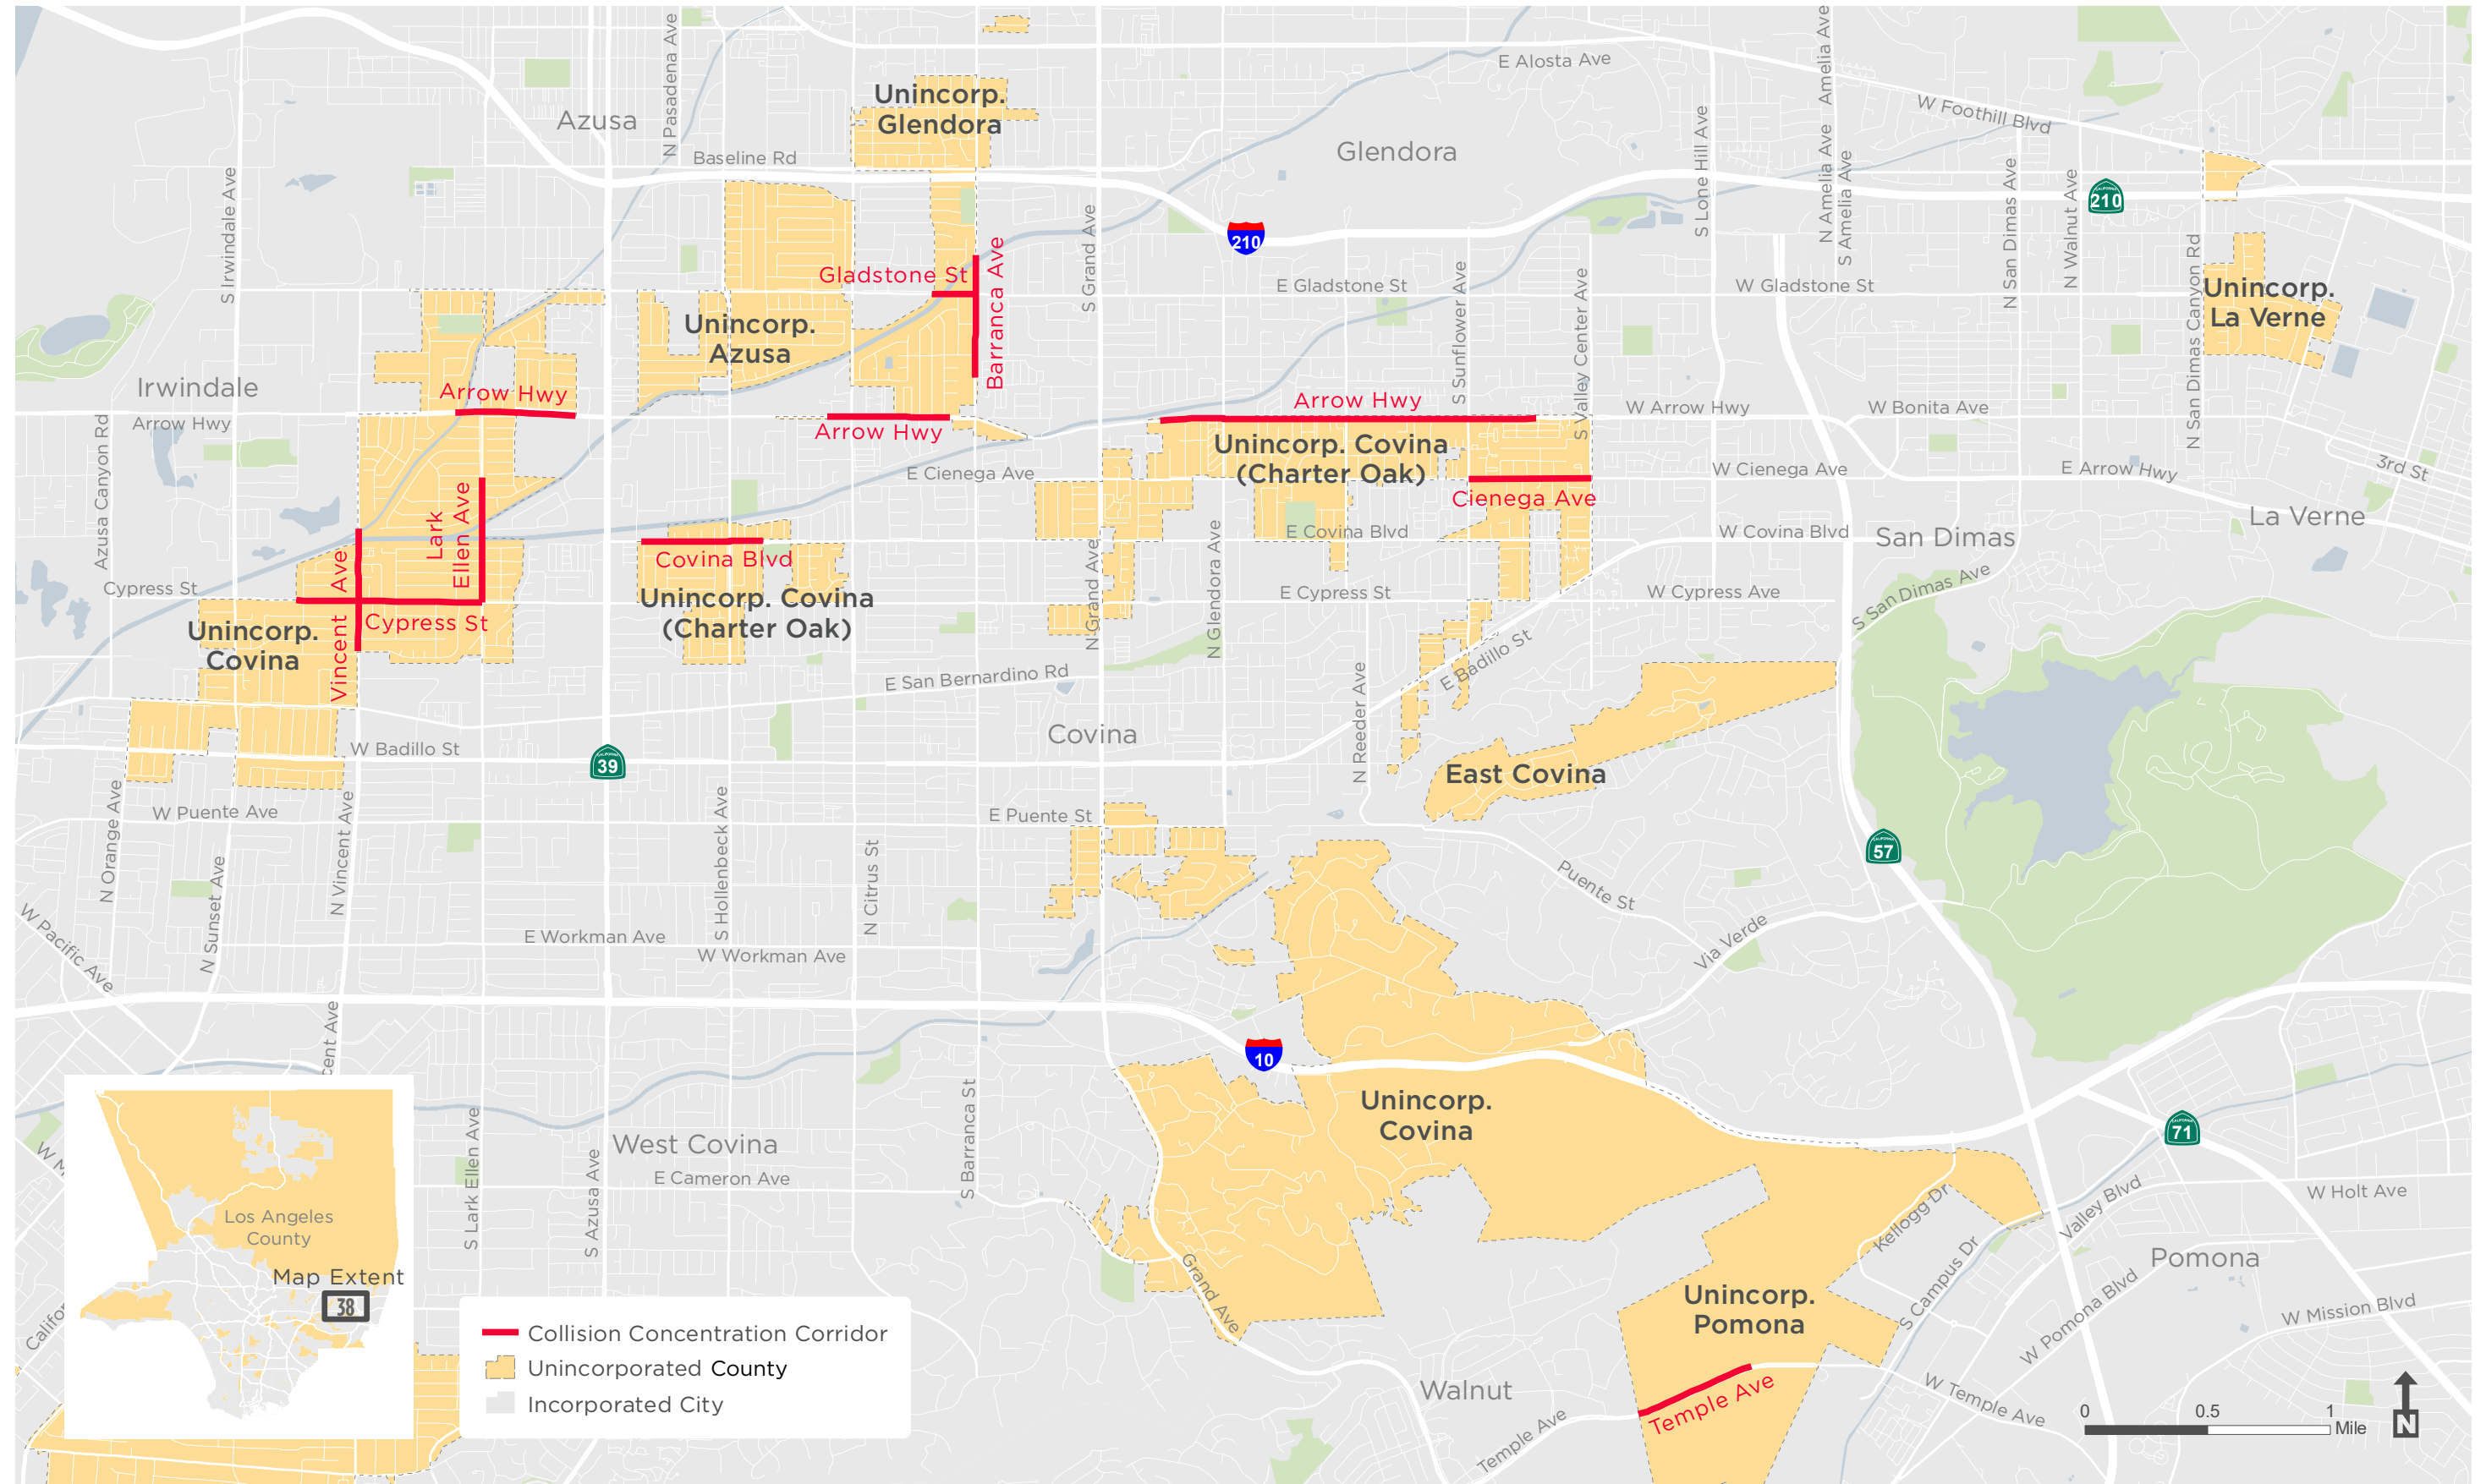 E Alosta Ave
Amelia Ave
N Pasadena Ave
Unincorp.
Glendora
Azusa
W Foothill Blvd
S Lone Hill Ave
Glendora
Baseline Rd
N Amelia Ave
S Amelia Ave
N San Dimas Ave
N Walnut Ave
CALIFORNIA
210
S Irwindale Ave
S Grand Ave
210
Gladstone St
Barranca Ave
E Gladstone St
S Sunflower Ave
S Valley Center Ave
W Gladstone St
N San Dimas Canyon Rd
Unincorp.
La Verne
Unincorp.
Azusa
Irwindale
Arrow Hwy
Arrow Hwy
Arrow Hwy
Arrow Hwy
W Arrow Hwy
W Bonita Ave
Azusa Canyon Rd
Unincorp. Covina
(Charter Oak)
E Cienega Ave
W Cienega Ave
E Arrow Hwy
3rd St
Cienega Ave
Lark
Ellen Ave
E Covina Blvd
W Covina Blvd
San Dimas
La Verne
Covina Blvd
Vincent Ave
Cypress St
Unincorp. Covina
(Charter Oak)
N Grand Ave
N Glendora Ave
E Cypress St
W Cypress Ave
S San Dimas Ave
Cypress St
Unincorp.
Covina
E Badillo St
E San Bernardino Rd
N Reeder Ave
Covina
W Badillo St
CALIFORNIA
39
East Covina
W Puente Ave
E Puente St
N Orange Ave
N Vincent Ave
S Hollenbeck Ave
N Citrus St
CALIFORNIA
57
Puente St
N Sunset Ave
W Pacific Ave
E Workman Ave
W Workman Ave
Via Verde
cent Ave
10
Unincorp.
Covina
CALIFORNIA
71
S Barranca St
West Covina
E Cameron Ave
S Lark Ellen Ave
S Azusa Ave
W M
W Holt Ave
Valley Blvd
Kellogg Dr
S Campus Dr
Pomona
Los Angeles
County
Map Extent
38
Grand Ave
Unincorp.
Pomona
W Pomona Blvd
W Mission Blvd
Califor
Collision Concentration Corridor
Unincorporated County
Incorporated City
Walnut
Temple Ave
Temple Ave
W Temple Ave
0 0.5 1
Mile
N